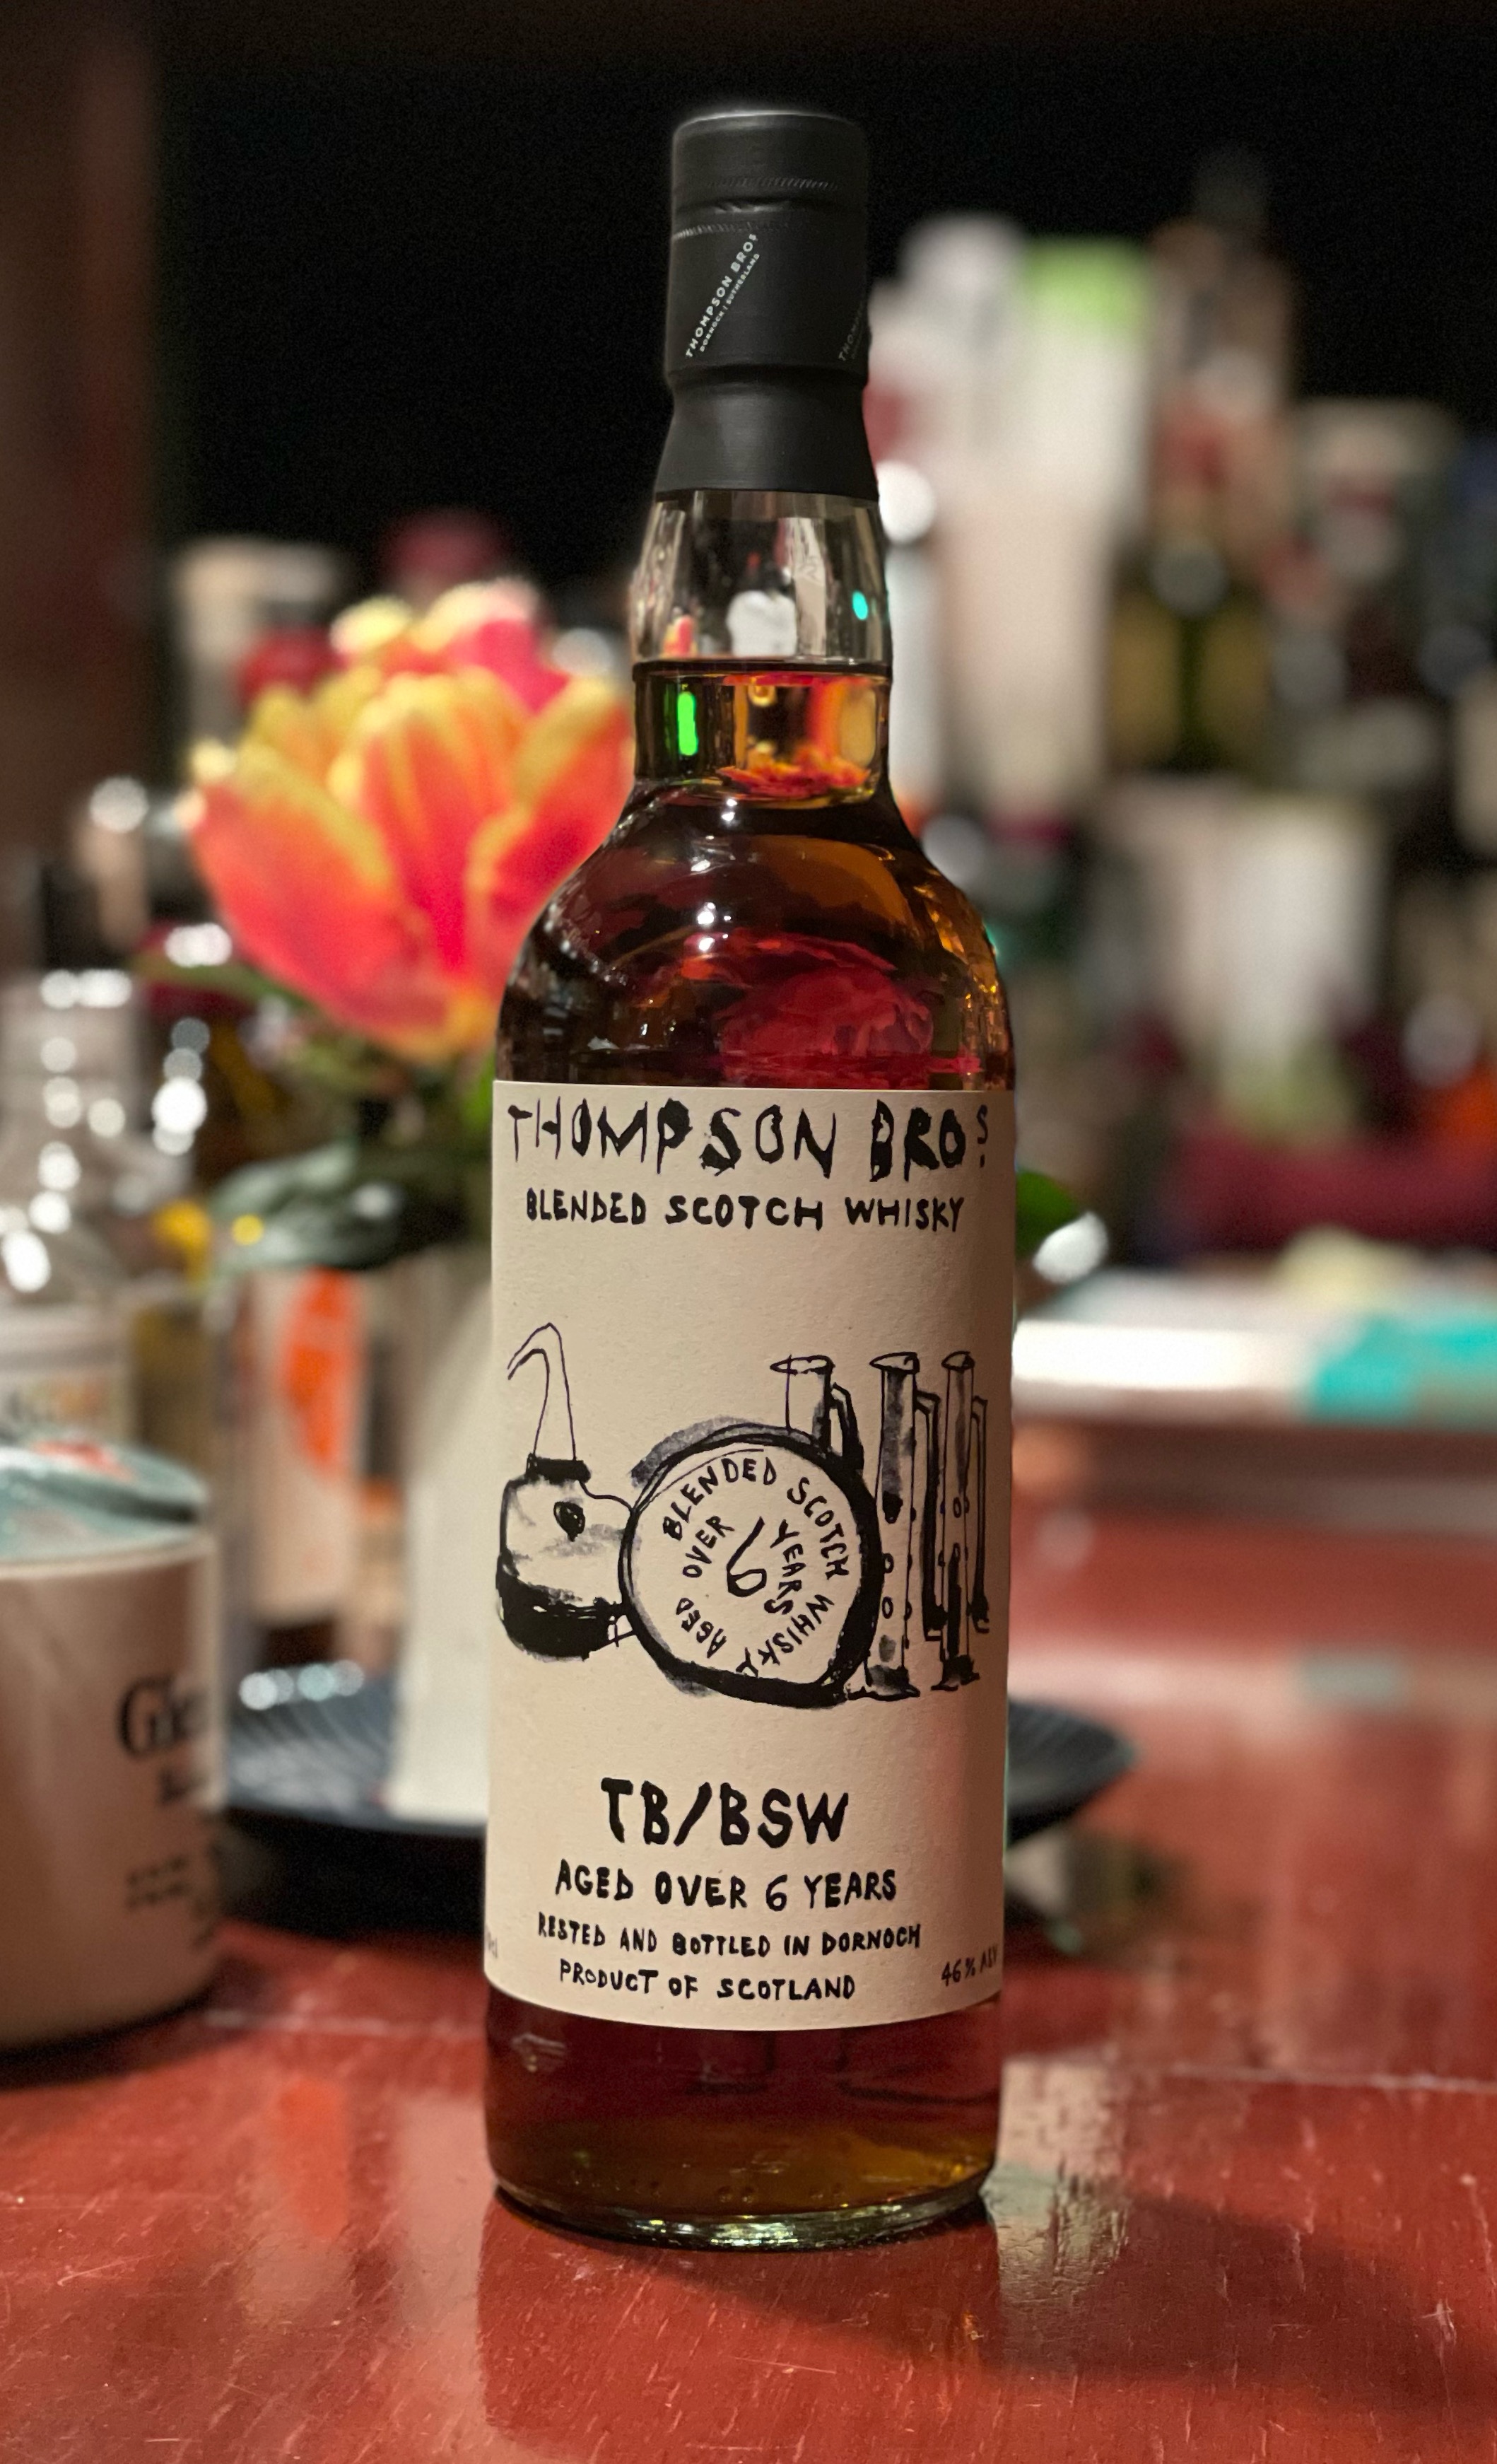 THOMPSON BROS
DORNOCH | SUTHERLAND
THOMPSON BROS.
BLENDED SCOTCH WHISKY
BLENDED SCOTCH WHISKY
AGED OVER 6 YEARS
TB/BSW
AGED OVER 6 YEARS
RESTED AND BOTTLED IN DORNOCH
PRODUCT OF SCOTLAND
46% ABV